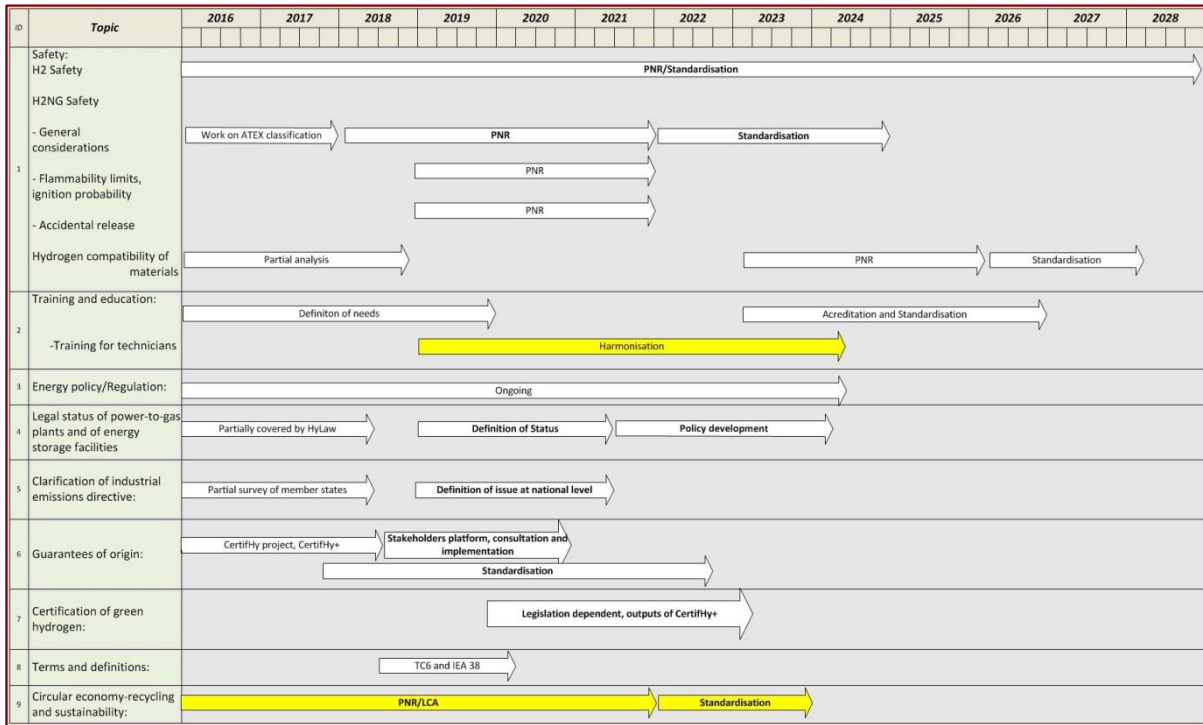 ID Topic 2016 2017 2018 2019 2020 2021 2022 2023 2024 2025 2026 2027 2028
1
Safety:
H2 Safety
PNR/Standardisation
H2NG Safety
- General
considerations
Work on ATEX classification PNR Standardisation
- Flammability limits,
ignition probability
PNR
- Accidental release
PNR
Hydrogen compatibility of
materials
Partial analysis PNR Standardisation
2
Training and education:
Definiton of needs Acreditation and Standardisation
-Training for technicians
Harmonisation
3 Energy policy/Regulation:
Ongoing
4
Legal status of power-to-gas
plants and of energy
storage facilities
Partially covered by HyLaw Definition of Status Policy development
5
Clarification of industrial
emissions directive:
Partial survey of member states Definition of issue at national level
6 Guarantees of origin:
CertifHy project, CertifHy+
Stakeholders platform, consultation and
implementation
Standardisation
7
Certification of green
hydrogen:
Legislation dependent, outputs of CertifHy+
8 Terms and definitions:
TC6 and IEA 38
9
Circular economy-recycling
and sustainability:
PNR/LCA Standardisation